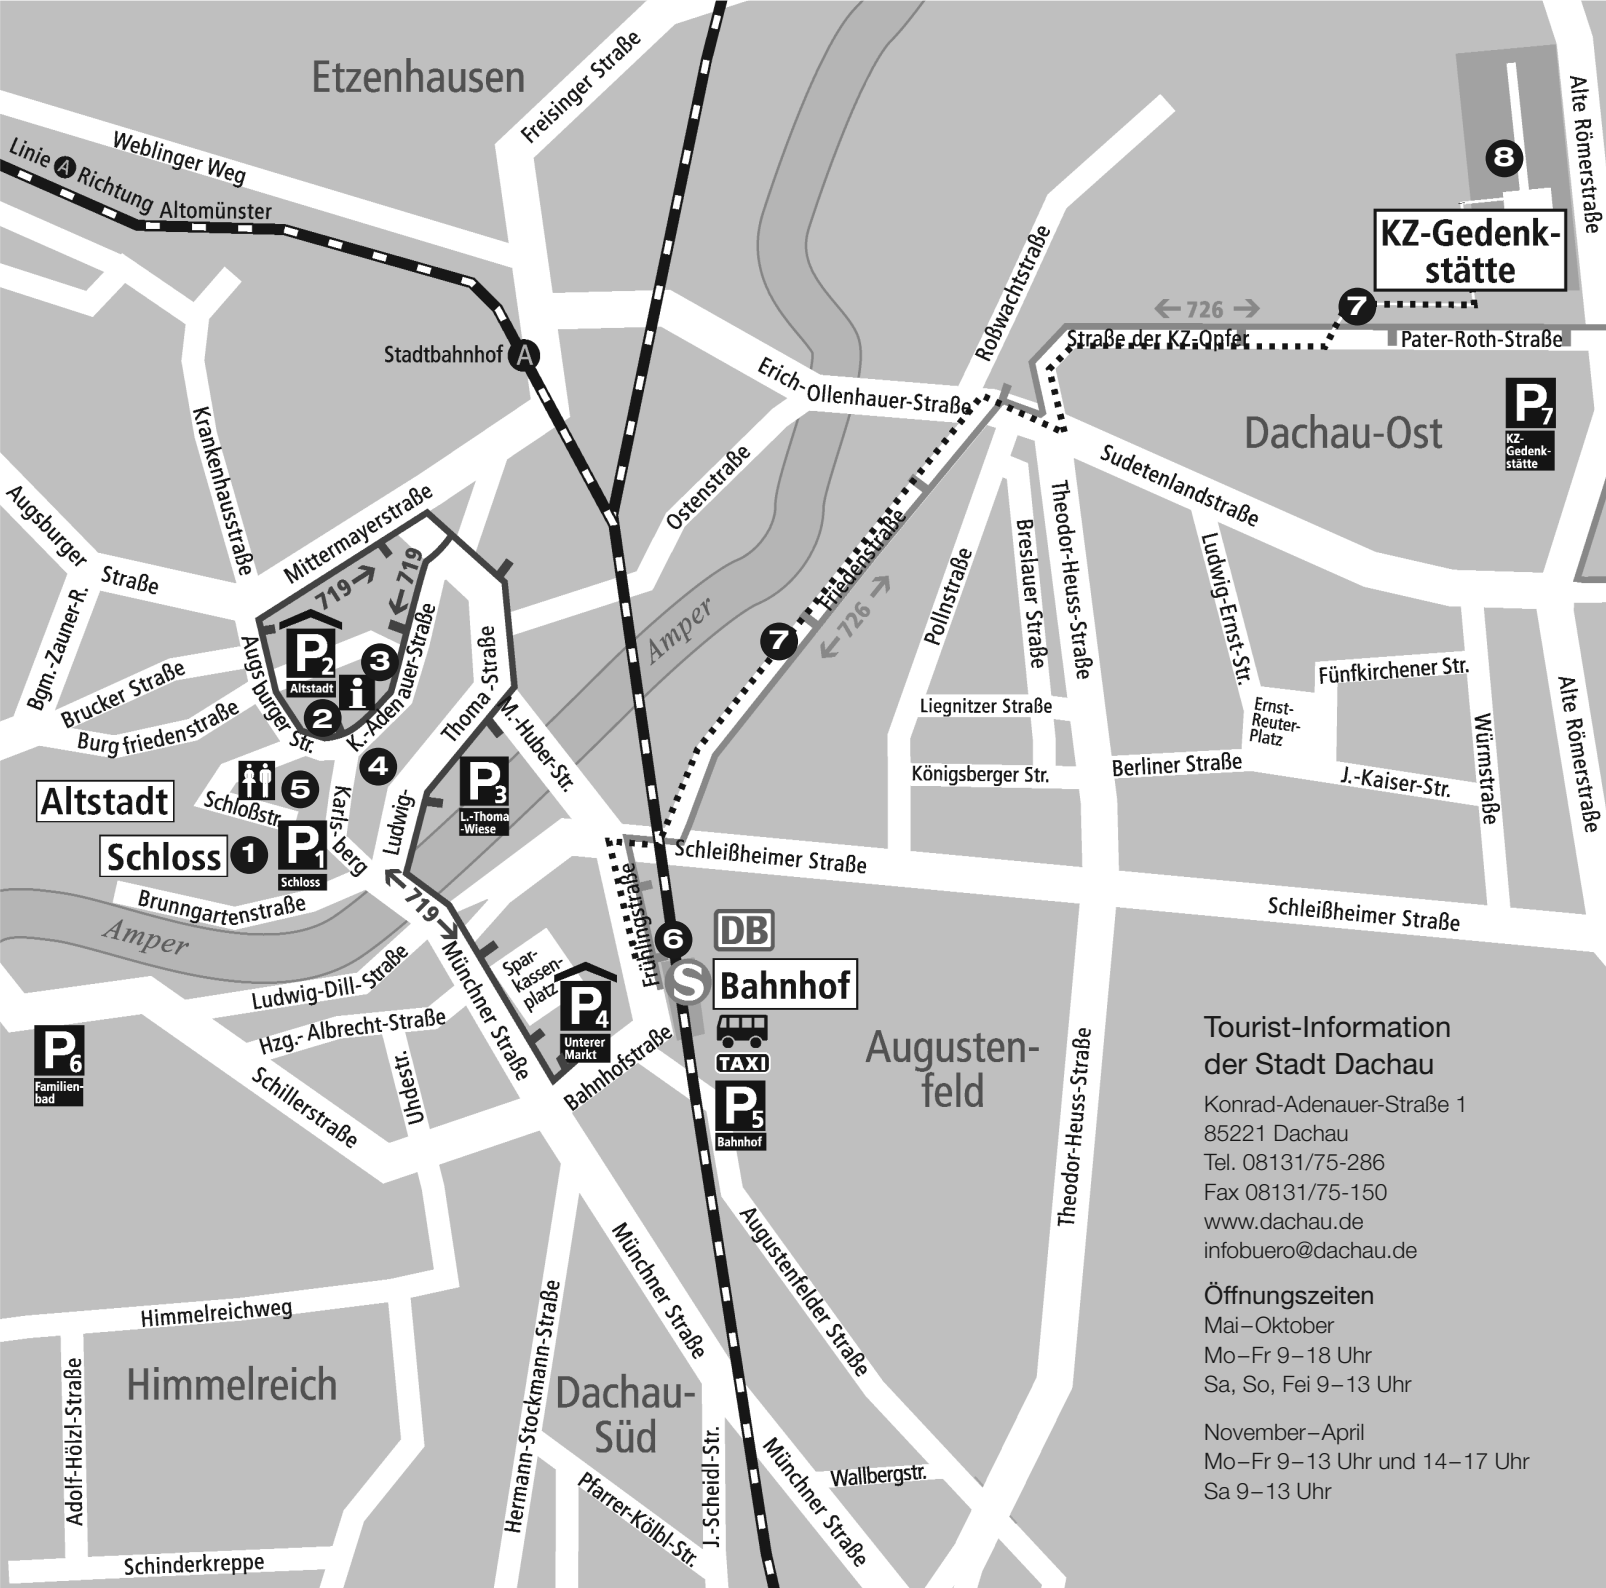 Etzenhausen
Freisinger Straße
Weblinger Weg
Linie A Richtung Altomünster
Alte Römerstraße
8
KZ-Gedenk-
stätte
7
← 726 →
Straße der KZ-Opfer
Pater-Roth-Straße
Roßwachtstraße
Stadtbahnhof A
Erich-Ollenhauer-Straße
Dachau-Ost
P7
KZ-
Gedenk-
stätte
Krankenhausstraße
Ostenstraße
Sudetenlandstraße
Augsburger Straße
Mittermayerstraße
719 →
← 719
Friedenstraße
← 726 →
7
Pollnstraße
Breslauer Straße
Theodor-Heuss-Straße
Ludwig-Ernst-Str.
Bgm.-Zauner-R.
Amper
P2
Altstadt
3
i
2
Augsburger Str.
K.-Adenauer-Straße
Ludwig-Thoma-Straße
Brucker Straße
Burgfriedenstraße
M.-Huber-Str.
Fünfkirchener Str.
Liegnitzer Straße
Ernst-
Reuter-
Platz
Würmstraße
Alte Römerstraße
4
5
Altstadt
Schloßstr.
Karlsberg
P3
L.-Thoma
-Wiese
Königsberger Str.
Berliner Straße
J.-Kaiser-Str.
Schloss 1
P1
Schloss
Schleißheimer Straße
Schleißheimer Straße
Brunngartenstraße
← 719 →
Frühlingstraße
Amper
6
DB
S Bahnhof
Münchner Straße
Spar-
kassen-
platz
P4
Unterer
Markt
Ludwig-Dill-Straße
Hzg.-Albrecht-Straße
Bahnhofstraße
TAXI
P5
Bahnhof
Augusten-
feld
P6
Familien-
bad
Schillerstraße
Uhdestr.
Theodor-Heuss-Straße
Tourist-Information
der Stadt Dachau
Konrad-Adenauer-Straße 1
85221 Dachau
Tel. 08131/75-286
Fax 08131/75-150
www.dachau.de
infobuero@dachau.de
Öffnungszeiten
Mai–Oktober
Mo–Fr 9–18 Uhr
Sa, So, Fei 9–13 Uhr
November–April
Mo–Fr 9–13 Uhr und 14–17 Uhr
Sa 9–13 Uhr
Himmelreichweg
Münchner Straße
Augustenfelder Straße
Himmelreich
Adolf-Hölzl-Straße
Hermann-Stockmann-Straße
Dachau-
Süd
J.-Scheidl-Str.
Münchner Straße
Wallbergstr.
Pfarrer-Kölbl-Str.
Schinderkreppe